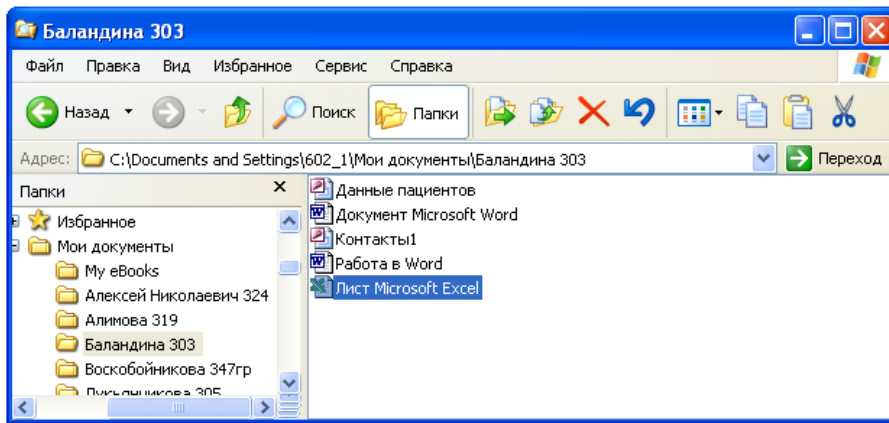 Баландина 303
Файл Правка Вид Избранное Сервис Справка
Назад Поиск Папки
Адрес: C:\Documents and Settings\602_1\Мои документы\Баландина 303 Переход
Папки
Избранное
Мои документы
My eBooks
Алексей Николаевич 324
Алимова 319
Баландина 303
Воскобойникова 347гр
Лукьянчикова 305
Данные пациентов
Документ Microsoft Word
Контакты1
Работа в Word
Лист Microsoft Excel